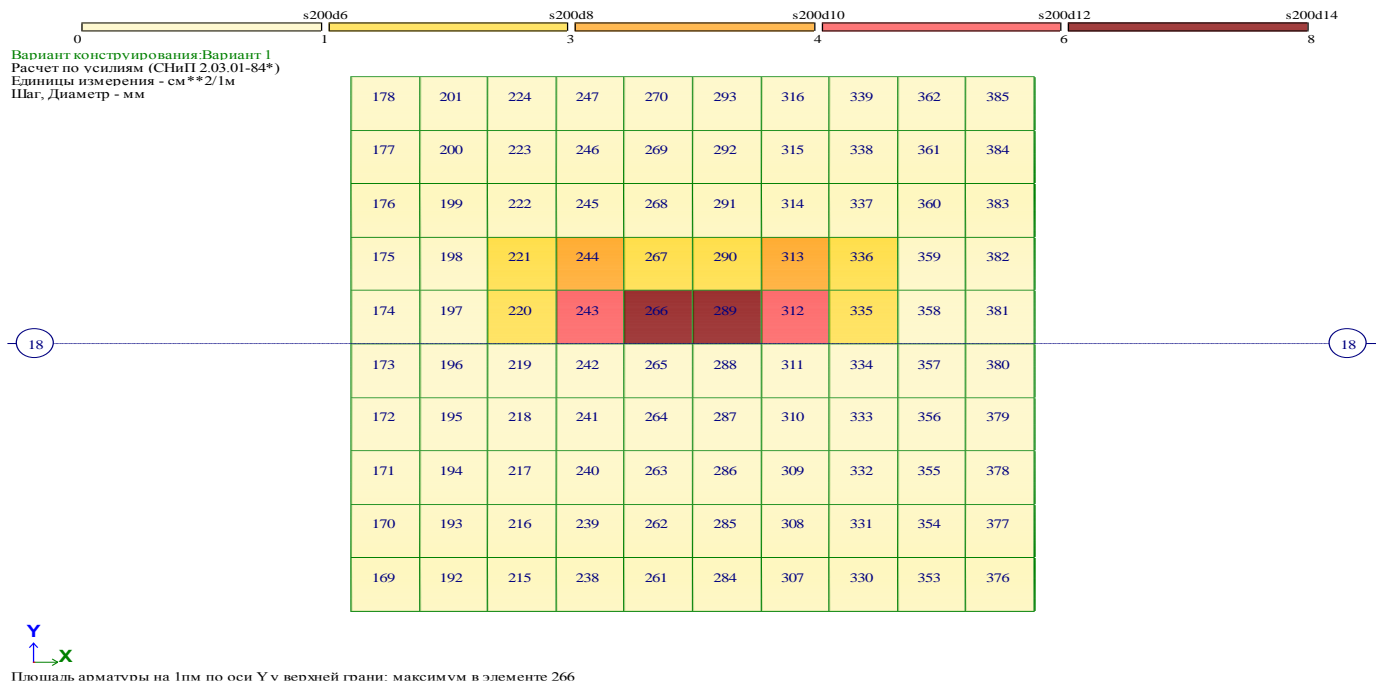 s200d6 s200d8 s200d10 s200d12 s200d14
0 1 3 4 6 8
Вариант конструирования:Вариант 1
Расчет по усилиям (СНиП 2.03.01-84*)
Единицы измерения - см**2/1м
Шаг, Диаметр - мм
178 201 224 247 270 293 316 339 362 385
177 200 223 246 269 292 315 338 361 384
176 199 222 245 268 291 314 337 360 383
175 198 221 244 267 290 313 336 359 382
174 197 220 243 266 289 312 335 358 381
18 18
173 196 219 242 265 288 311 334 357 380
172 195 218 241 264 287 310 333 356 379
171 194 217 240 263 286 309 332 355 378
170 193 216 239 262 285 308 331 354 377
169 192 215 238 261 284 307 330 353 376
Y
X
Площадь арматуры на 1пм по оси Y у верхней грани; максимум в элементе 266